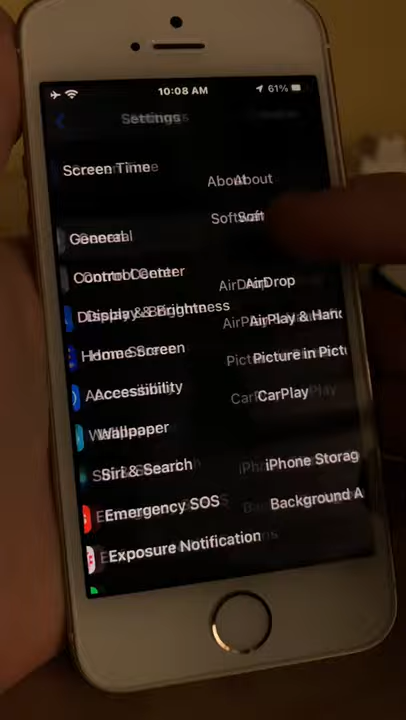 10:08 AM
61%
Settings
Screen Time
About
General
Control Center
AirDrop
Display & Brightness
AirPlay & Hand
Home Screen
Picture in Pictu
Accessibility
CarPlay
Wallpaper
Siri & Search
iPhone Storag
Emergency SOS
Background A
Exposure Notification